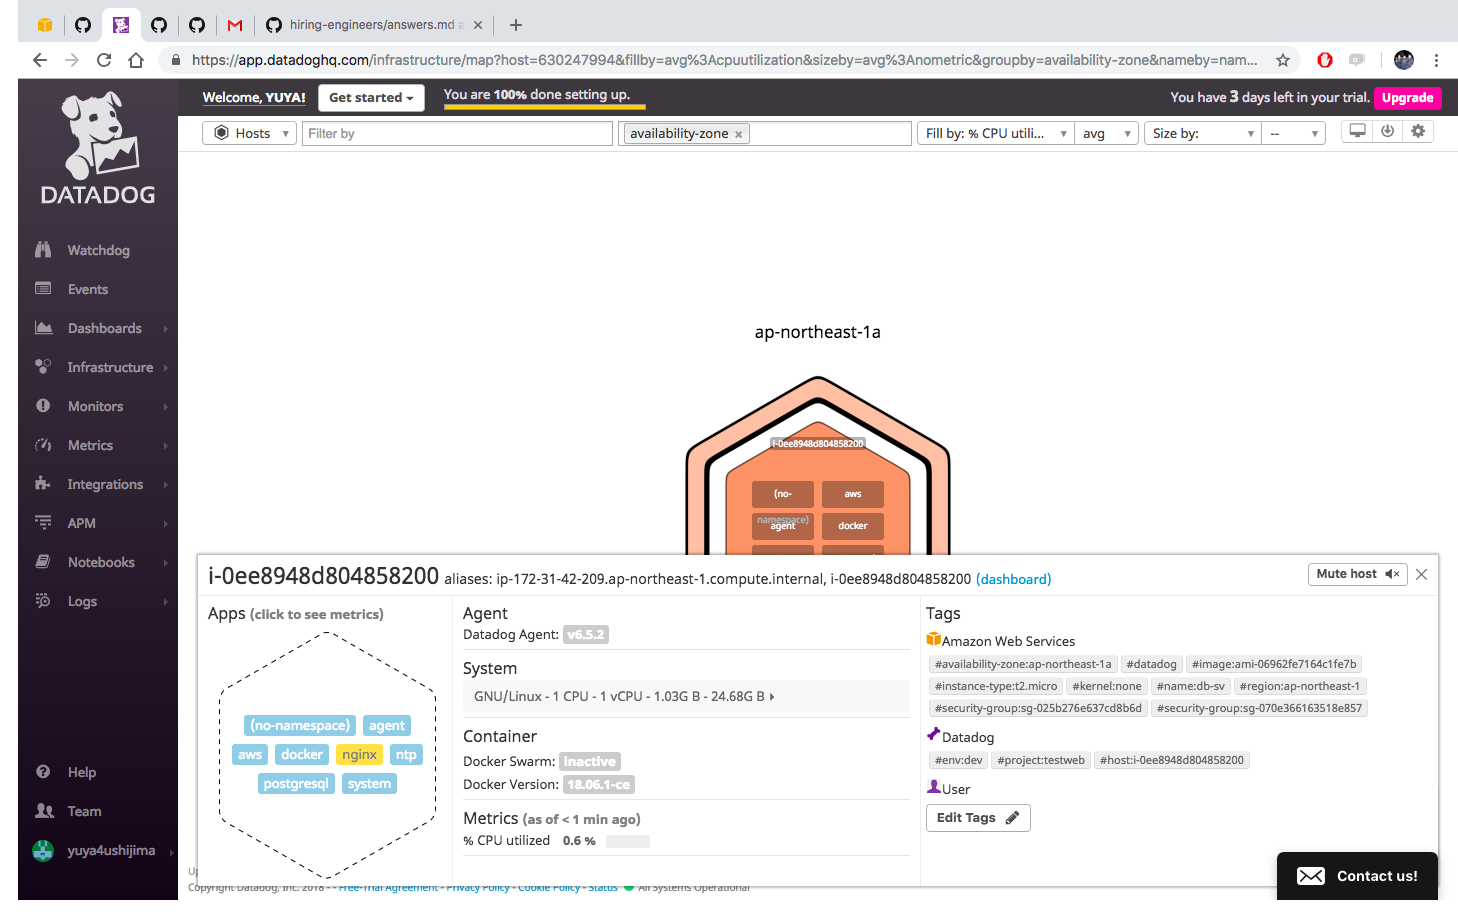 hiring-engineers/answers.md a
https://app.datadoghq.com/infrastructure/map?host=630247994&fillby=avg%3Acpuutilization&sizeby=avg%3Anometric&groupby=availability-zone&nameby=nam...
Welcome, YUYA!
Get started
You are 100% done setting up.
You have 3 days left in your trial.
Upgrade
Hosts
Filter by
availability-zone ×
Fill by: % CPU utili...
avg
Size by:
--
DATADOG
Watchdog
Events
Dashboards
Infrastructure
Monitors
Metrics
Integrations
APM
Notebooks
Logs
Help
Team
yuya4ushijima
ap-northeast-1a
i-0ee8948d804858200
(no-namespace)
aws
agent
docker
i-0ee8948d804858200 aliases: ip-172-31-42-209.ap-northeast-1.compute.internal, i-0ee8948d804858200 (dashboard)
Mute host
Apps (click to see metrics)
(no-namespace) agent
aws docker nginx ntp
postgresql system
Agent
Datadog Agent: v6.5.2
System
GNU/Linux - 1 CPU - 1 vCPU - 1.03G B - 24.68G B
Container
Docker Swarm: inactive
Docker Version: 18.06.1-ce
Metrics (as of < 1 min ago)
% CPU utilized 0.6 %
Tags
Amazon Web Services
#availability-zone:ap-northeast-1a #datadog #image:ami-06962fe7164c1fe7b
#instance-type:t2.micro #kernel:none #name:db-sv #region:ap-northeast-1
#security-group:sg-025b276e637cd8b6d #security-group:sg-070e366163518e857
Datadog
#env:dev #project:testweb #host:i-0ee8948d804858200
User
Edit Tags
Copyright Datadog, Inc. 2018 - - Free-Trial Agreement - Privacy Policy - Cookie Policy - Status All Systems Operational
Contact us!